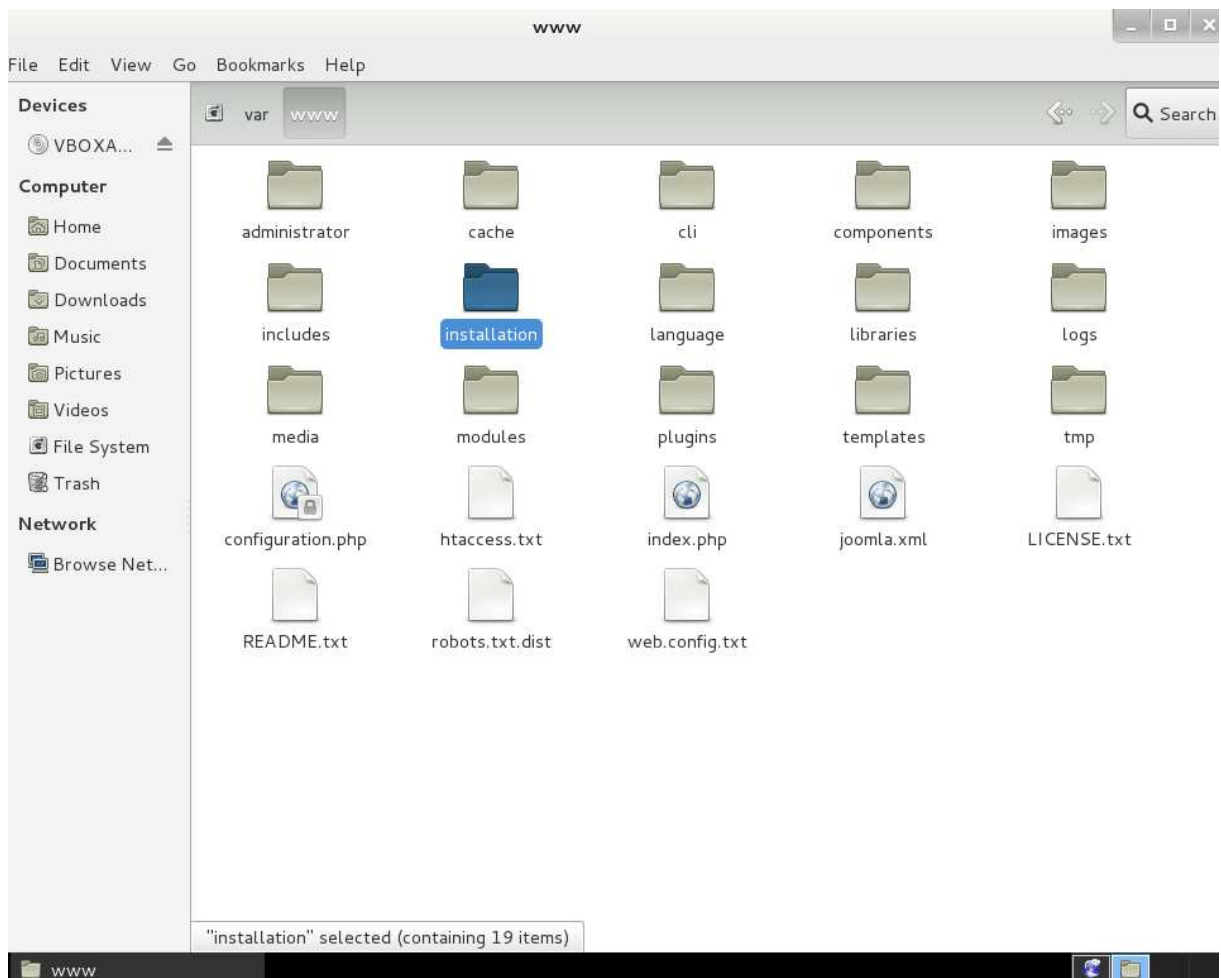 www
File Edit View Go Bookmarks Help
Devices
VBOXA...
Computer
Home
Documents
Downloads
Music
Pictures
Videos
File System
Trash
Network
Browse Net...
var www
Search
administrator cache cli components images
includes installation language libraries logs
media modules plugins templates tmp
configuration.php htaccess.txt index.php joomla.xml LICENSE.txt
README.txt robots.txt.dist web.config.txt
"installation" selected (containing 19 items)
www